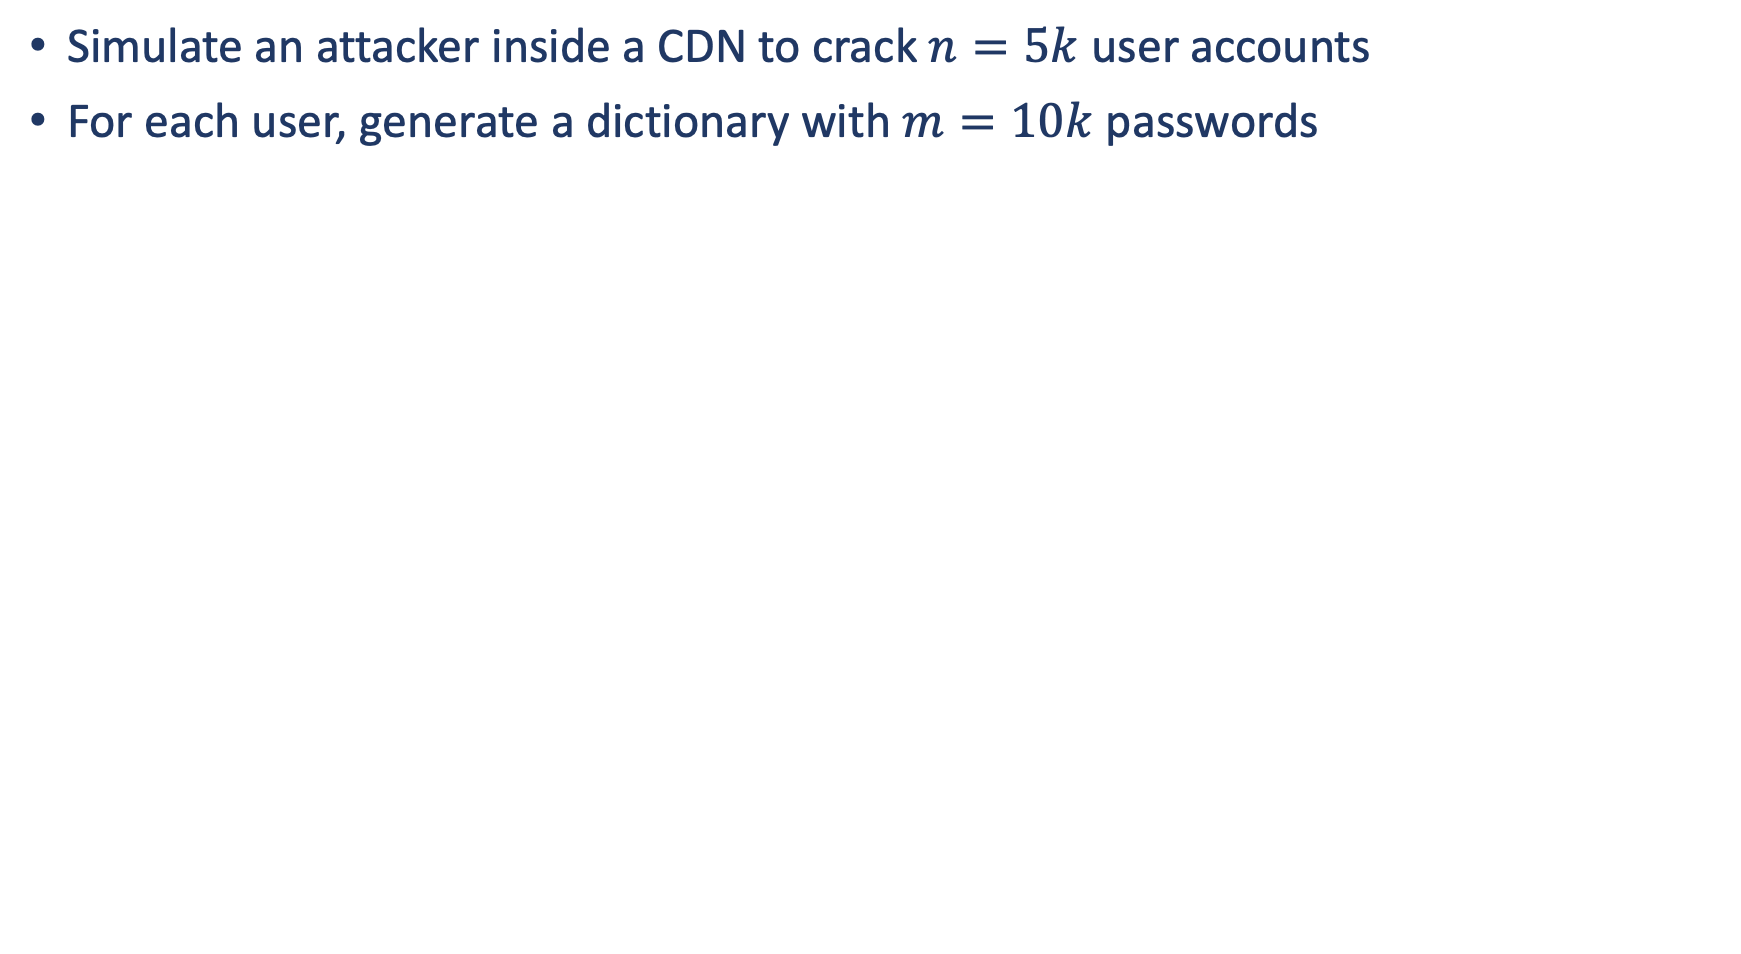 • Simulate an attacker inside a CDN to crack n = 5k user accounts
• For each user, generate a dictionary with m = 10k passwords